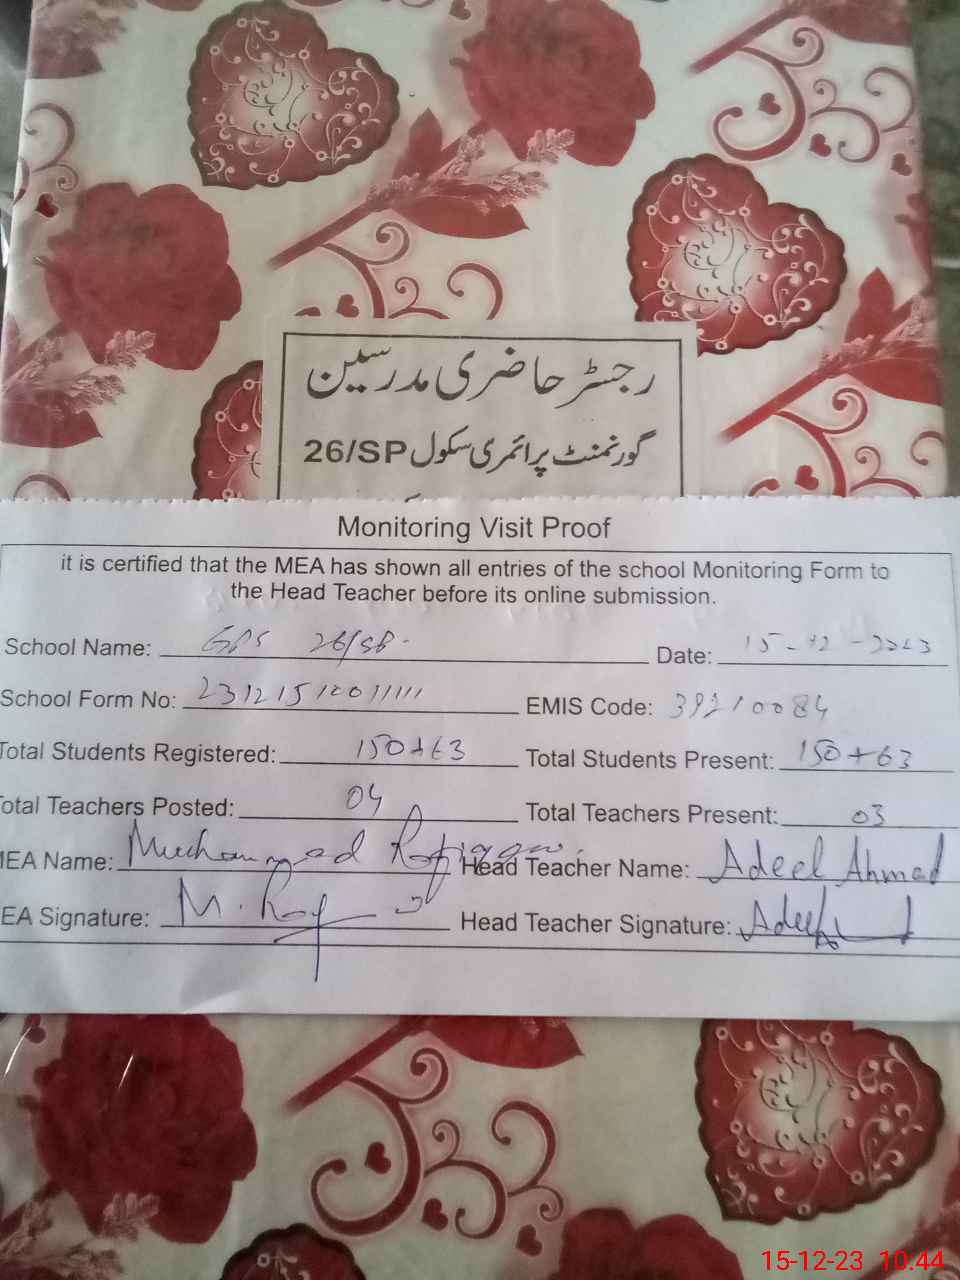 رجسٹر حاضری مدرسین
گورنمنٹ پرائمری سکول 26/SP
Monitoring Visit Proof
it is certified that the MEA has shown all entries of the school Monitoring Form to
the Head Teacher before its online submission.
School Name: GPS 26/SP. Date: 15-12-2023
School Form No: EMIS Code: 39210084
Total Students Registered: 150+63 Total Students Present: 150+63
Total Teachers Posted: 04 Total Teachers Present: 03
MEA Name: Muhammad Head Teacher Name: Adeel Ahmad
EA Signature: M. Head Teacher Signature: Adeel
15-12-23 10:44